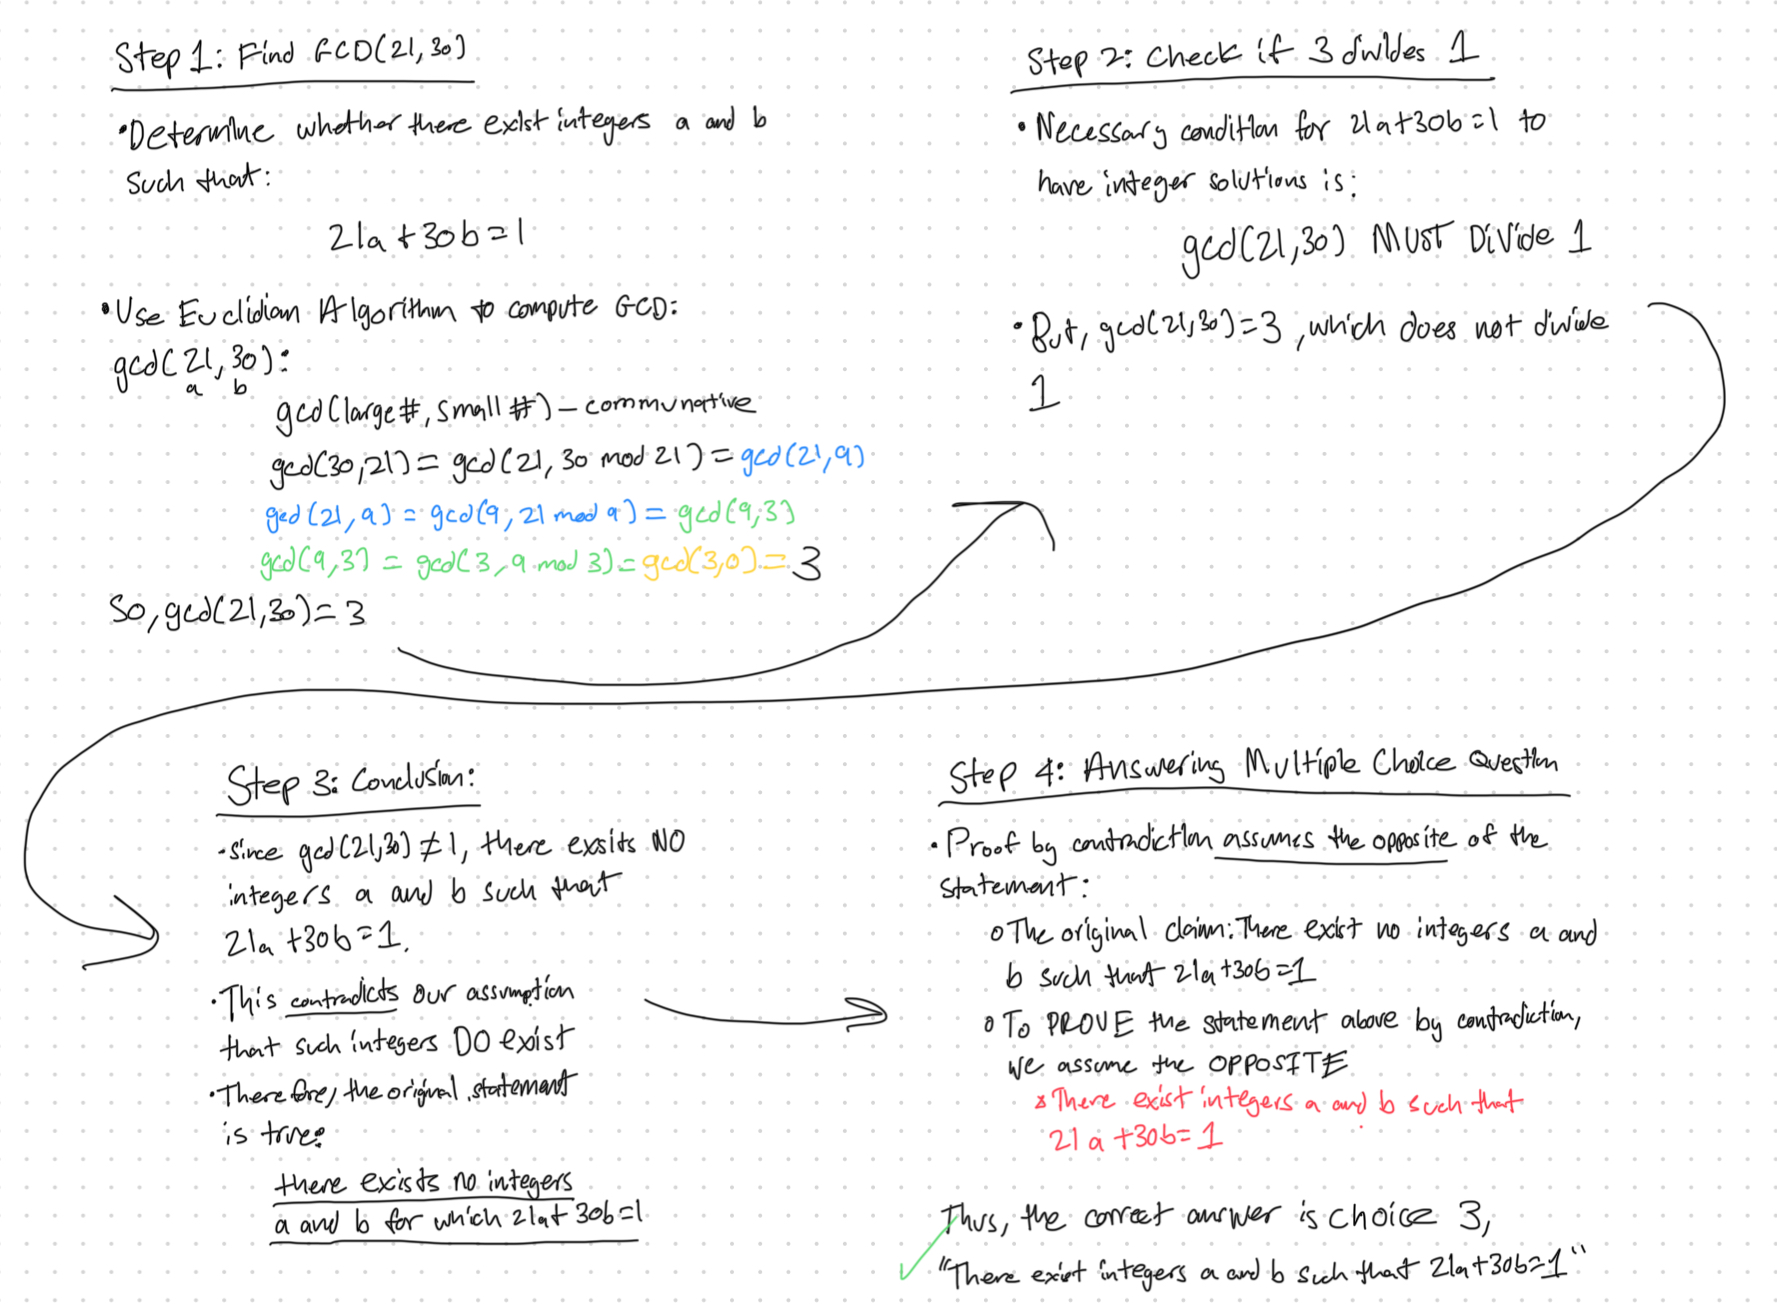 Step 1: Find GCD(21,30)
•Determine whether there exist integers a and b
such that:
21a+30b=1
•Use Euclidian Algorithm to compute GCD:
gcd(21,30):
a b
gcd(large#, small #) – communative
gcd(30,21) = gcd(21, 30 mod 21) = gcd(21,9)
gcd(21,9) = gcd(9,21 mod 9) = gcd(9,3)
gcd(9,3) = gcd(3,9 mod 3) = gcd(3,0) = 3
So, gcd(21,30)=3
Step 2: Check if 3 divides 1
•Necessary condition for 21a+30b=1 to
have integer solutions is:
gcd(21,30) MUST DiVide 1
•But, gcd(21,30)=3, which does not divide
1
Step 3: Conclusion:
•Since gcd(21,30) ≠ 1, there exsits NO
integers a and b such that
21a+30b=1.
•This contradicts our assumption
that such integers DO exist
•Therefore, the original statement
is true:
there exists no integers
a and b for which 21a+30b=1
Step 4: Answering Multiple Choice Question
•Proof by contradiction assumes the opposite of the
statement:
o The original claim: There exist no integers a and
b such that 21a+30b=1
o To PROVE the statement above by contradiction,
we assume the OPPOSITE
There exist integers a and b such that
21a+30b=1
Thus, the correct answer is choice 3,
"There exist integers a and b such that 21a+30b=1"